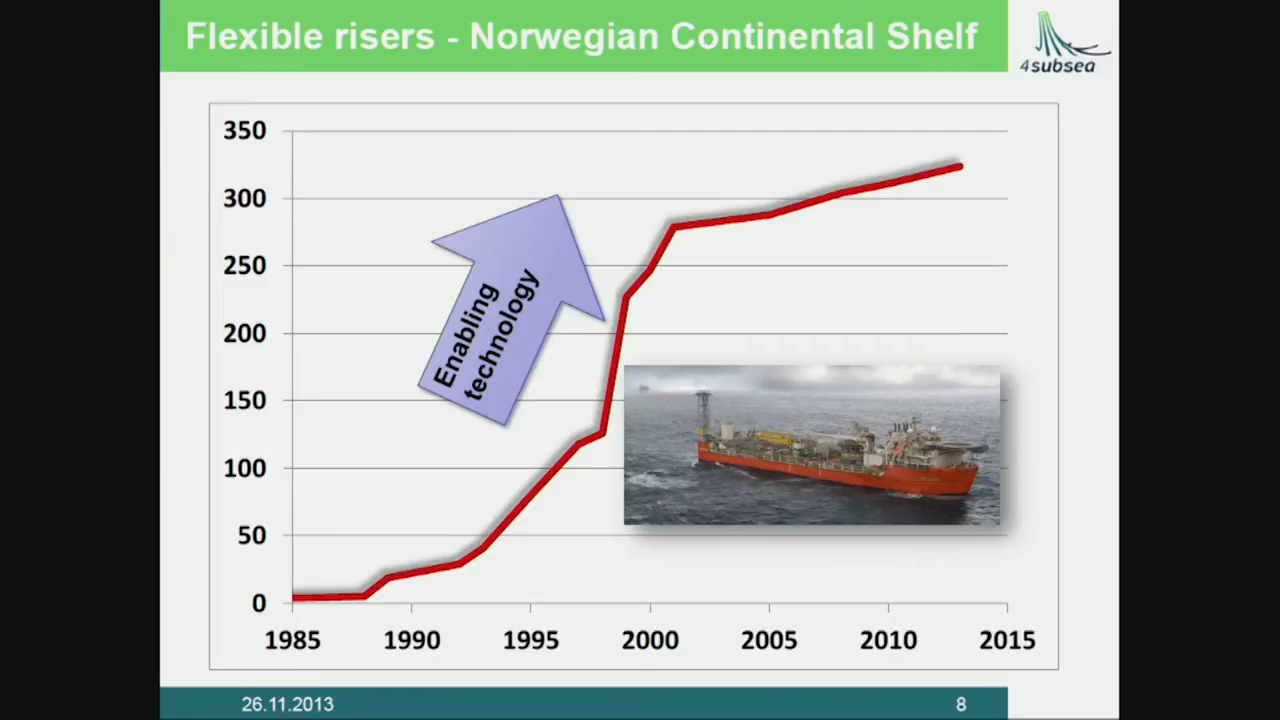 Flexible risers - Norwegian Continental Shelf
4subsea
350
300
250
200
150
100
50
0
Enabling
technology
1985 1990 1995 2000 2005 2010 2015
26.11.2013 8